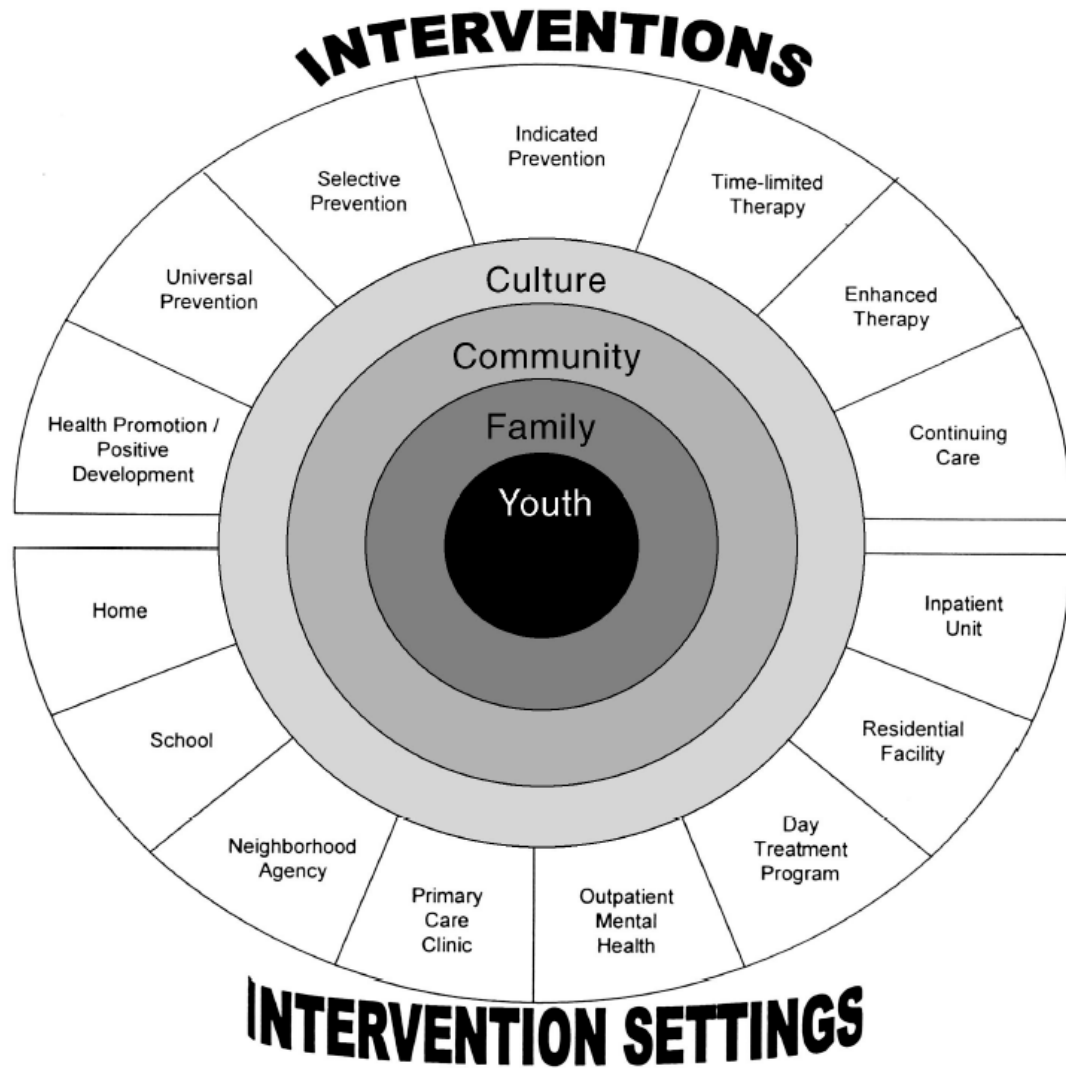 INTERVENTIONS
Indicated
Prevention
Selective
Prevention
Time-limited
Therapy
Universal
Prevention
Enhanced
Therapy
Health Promotion /
Positive
Development
Continuing
Care
Culture
Community
Family
Youth
Home
Inpatient
Unit
School
Residential
Facility
Neighborhood
Agency
Day
Treatment
Program
Primary
Care
Clinic
Outpatient
Mental
Health
INTERVENTION SETTINGS